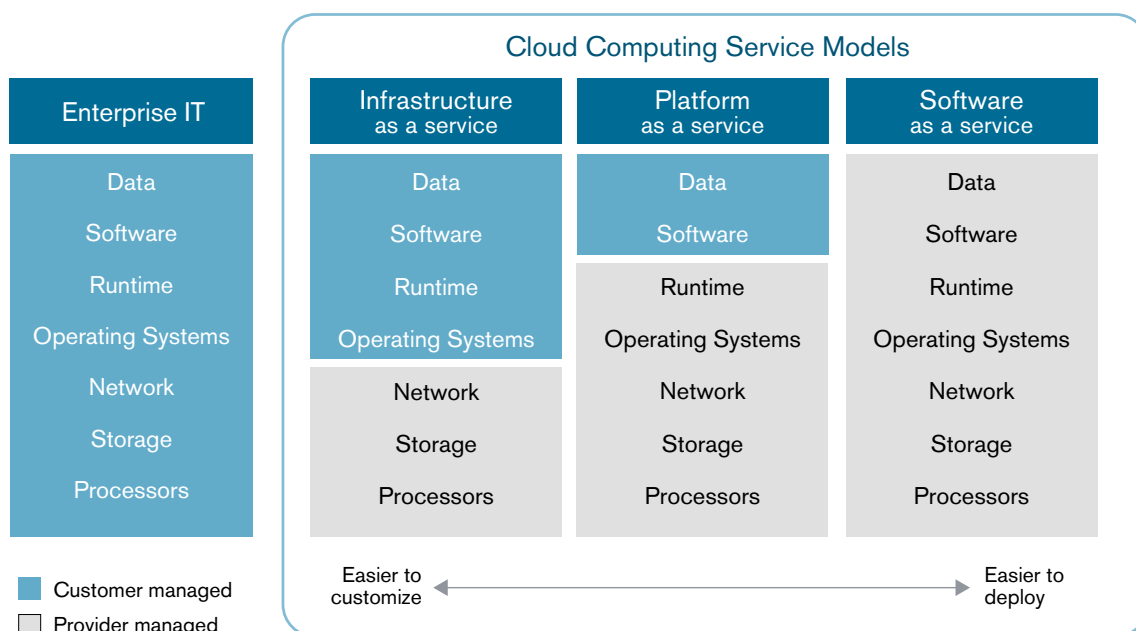 Cloud Computing Service Models
Enterprise IT
Data
Software
Runtime
Operating Systems
Network
Storage
Processors
Infrastructure
as a service
Data
Software
Runtime
Operating Systems
Network
Storage
Processors
Platform
as a service
Data
Software
Runtime
Operating Systems
Network
Storage
Processors
Software
as a service
Data
Software
Runtime
Operating Systems
Network
Storage
Processors
Customer managed
Provider managed
Easier to
customize
Easier to
deploy